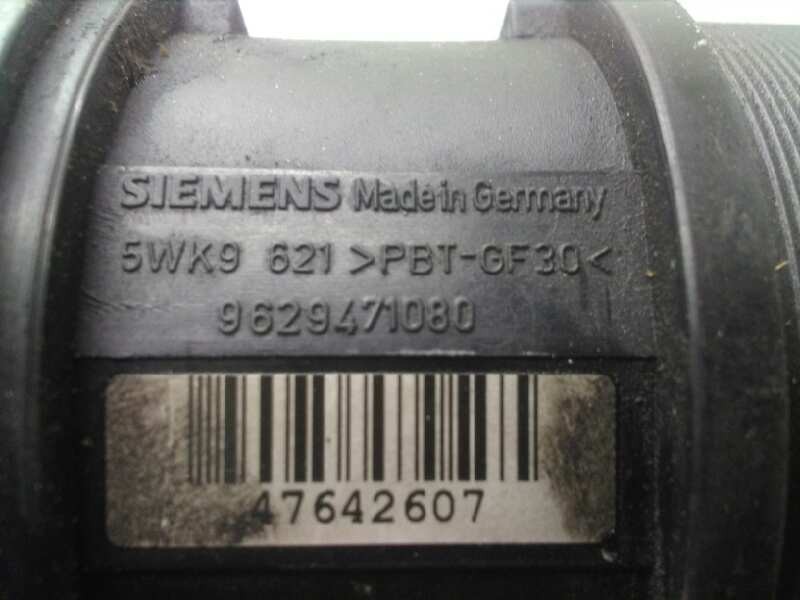 SIEMENS Made in Germany
5WK9 621 >PBT-GF30<
9629471080
47642607